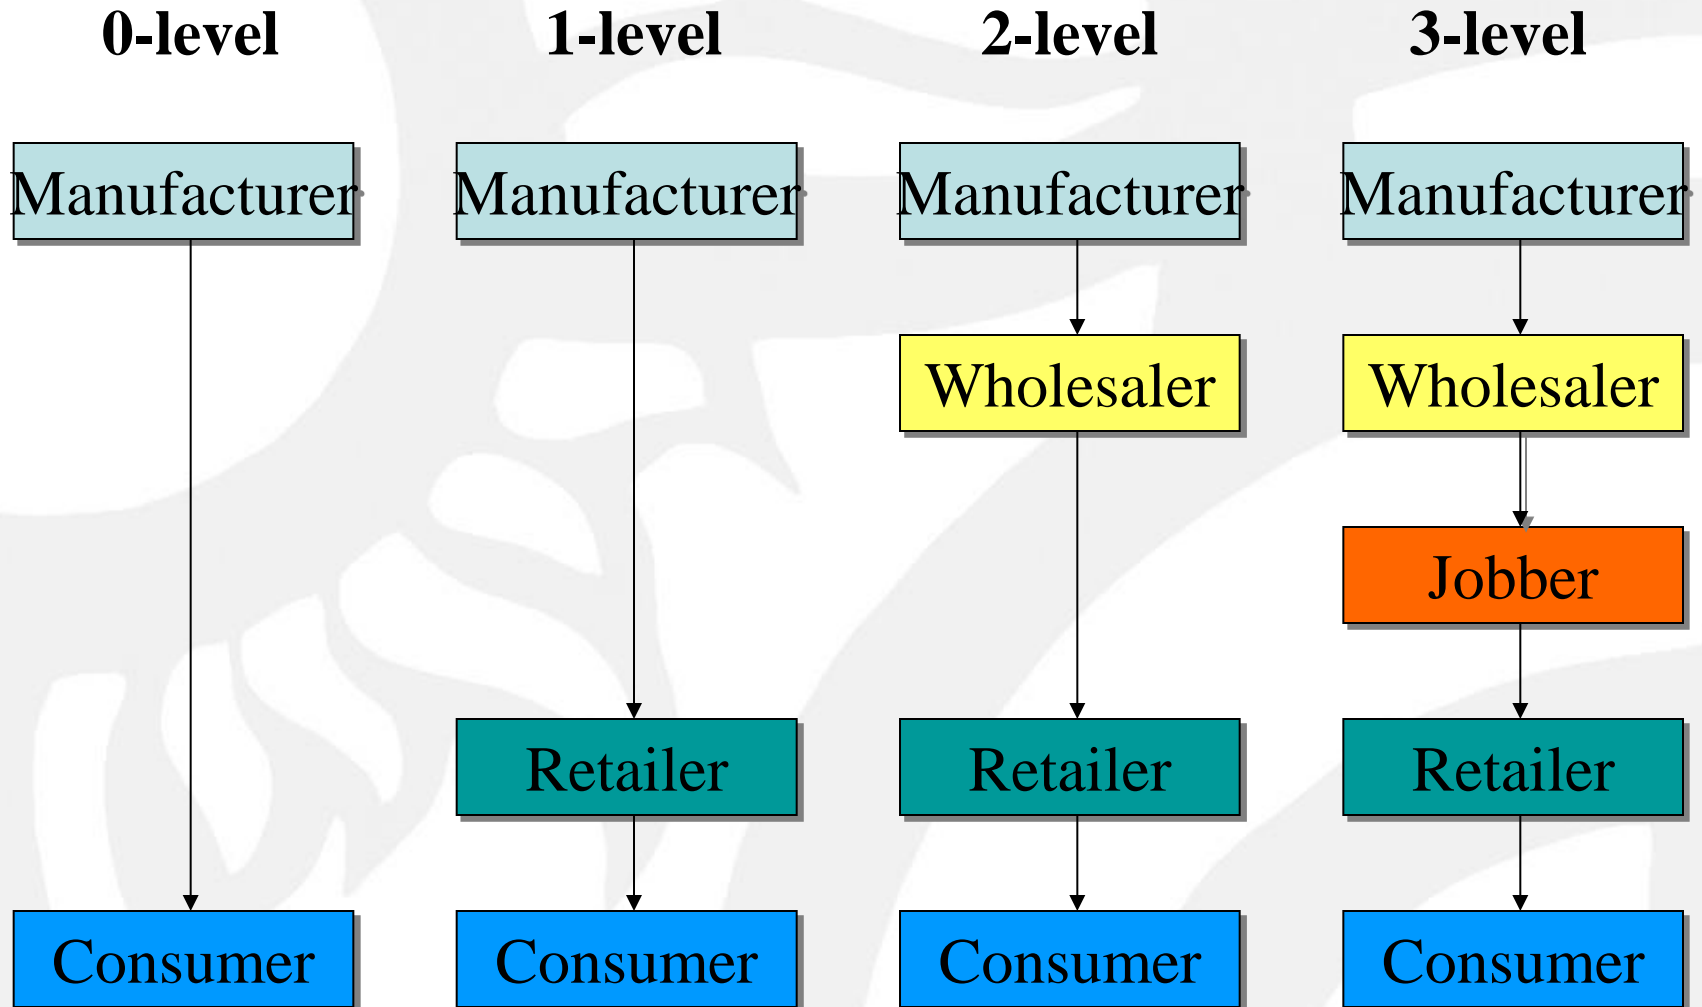 0-level 1-level 2-level 3-level
Manufacturer Manufacturer Manufacturer Manufacturer
Wholesaler Wholesaler
Jobber
Retailer Retailer Retailer
Consumer Consumer Consumer Consumer